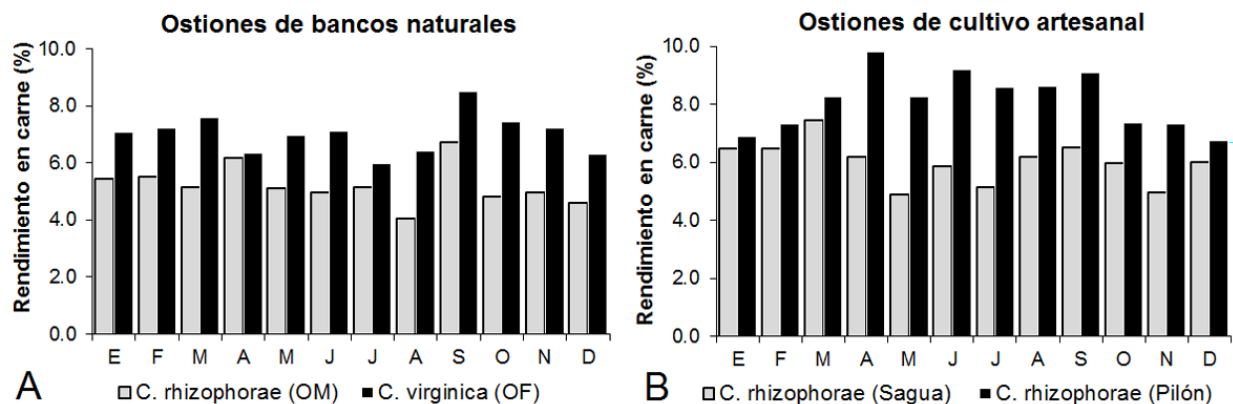 Ostiones de bancos naturales
Rendimiento en carne (%)
10.0
8.0
6.0
4.0
2.0
0.0
E F M A M J J A S O N D
A
C. rhizophorae (OM) C. virginica (OF)
Ostiones de cultivo artesanal
Rendimiento en carne (%)
10.0
8.0
6.0
4.0
2.0
0.0
E F M A M J J A S O N D
B
C. rhizophorae (Sagua) C. rhizophorae (Pilón)